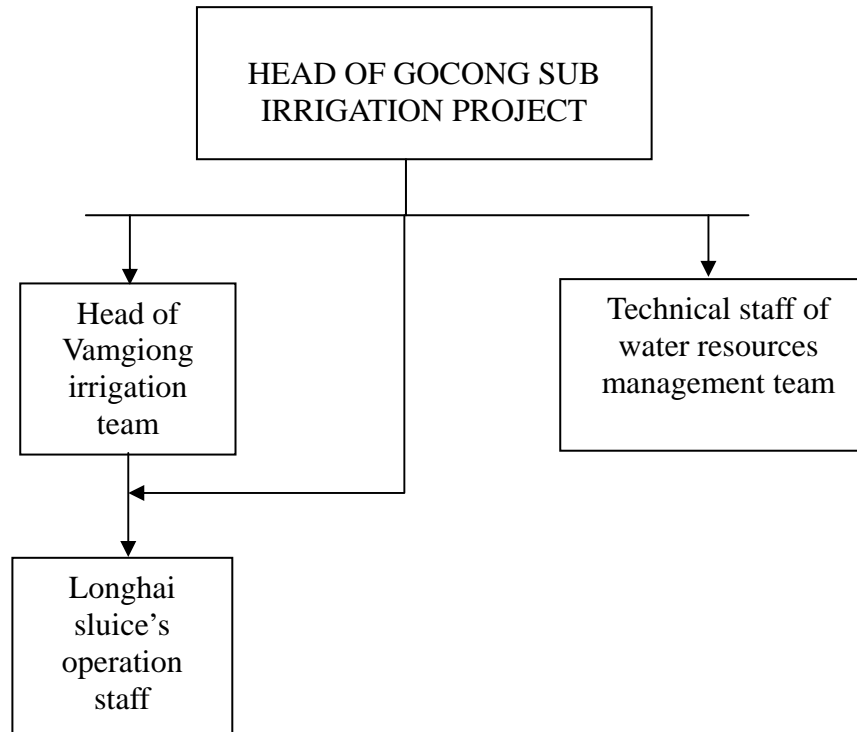 HEAD OF GOCONG SUB
IRRIGATION PROJECT
Head of
Vamgiong
irrigation
team
Technical staff of
water resources
management team
Longhai
sluice’s
operation
staff